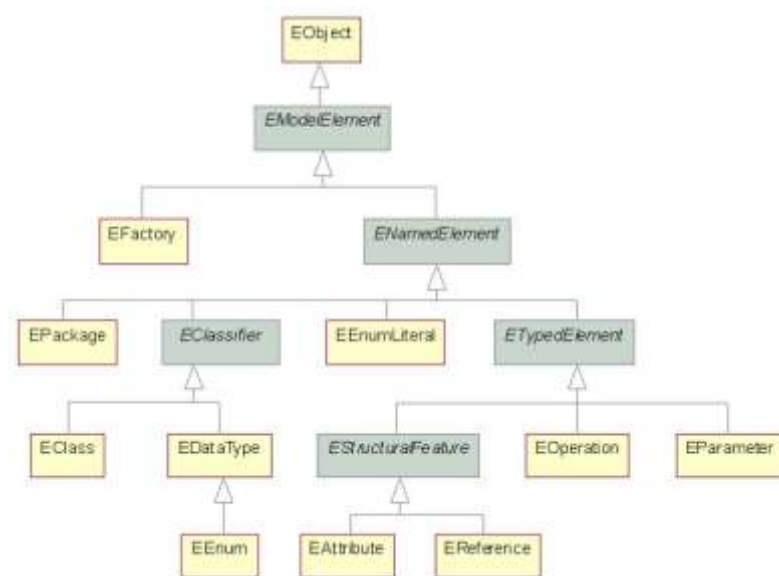 EObject
EModelElement
EFactory
ENamedElement
EPackage
EClassifier
EEnumLiteral
ETypedElement
EClass
EDataType
EStructuralFeature
EOperation
EParameter
EEnum
EAttribute
EReference